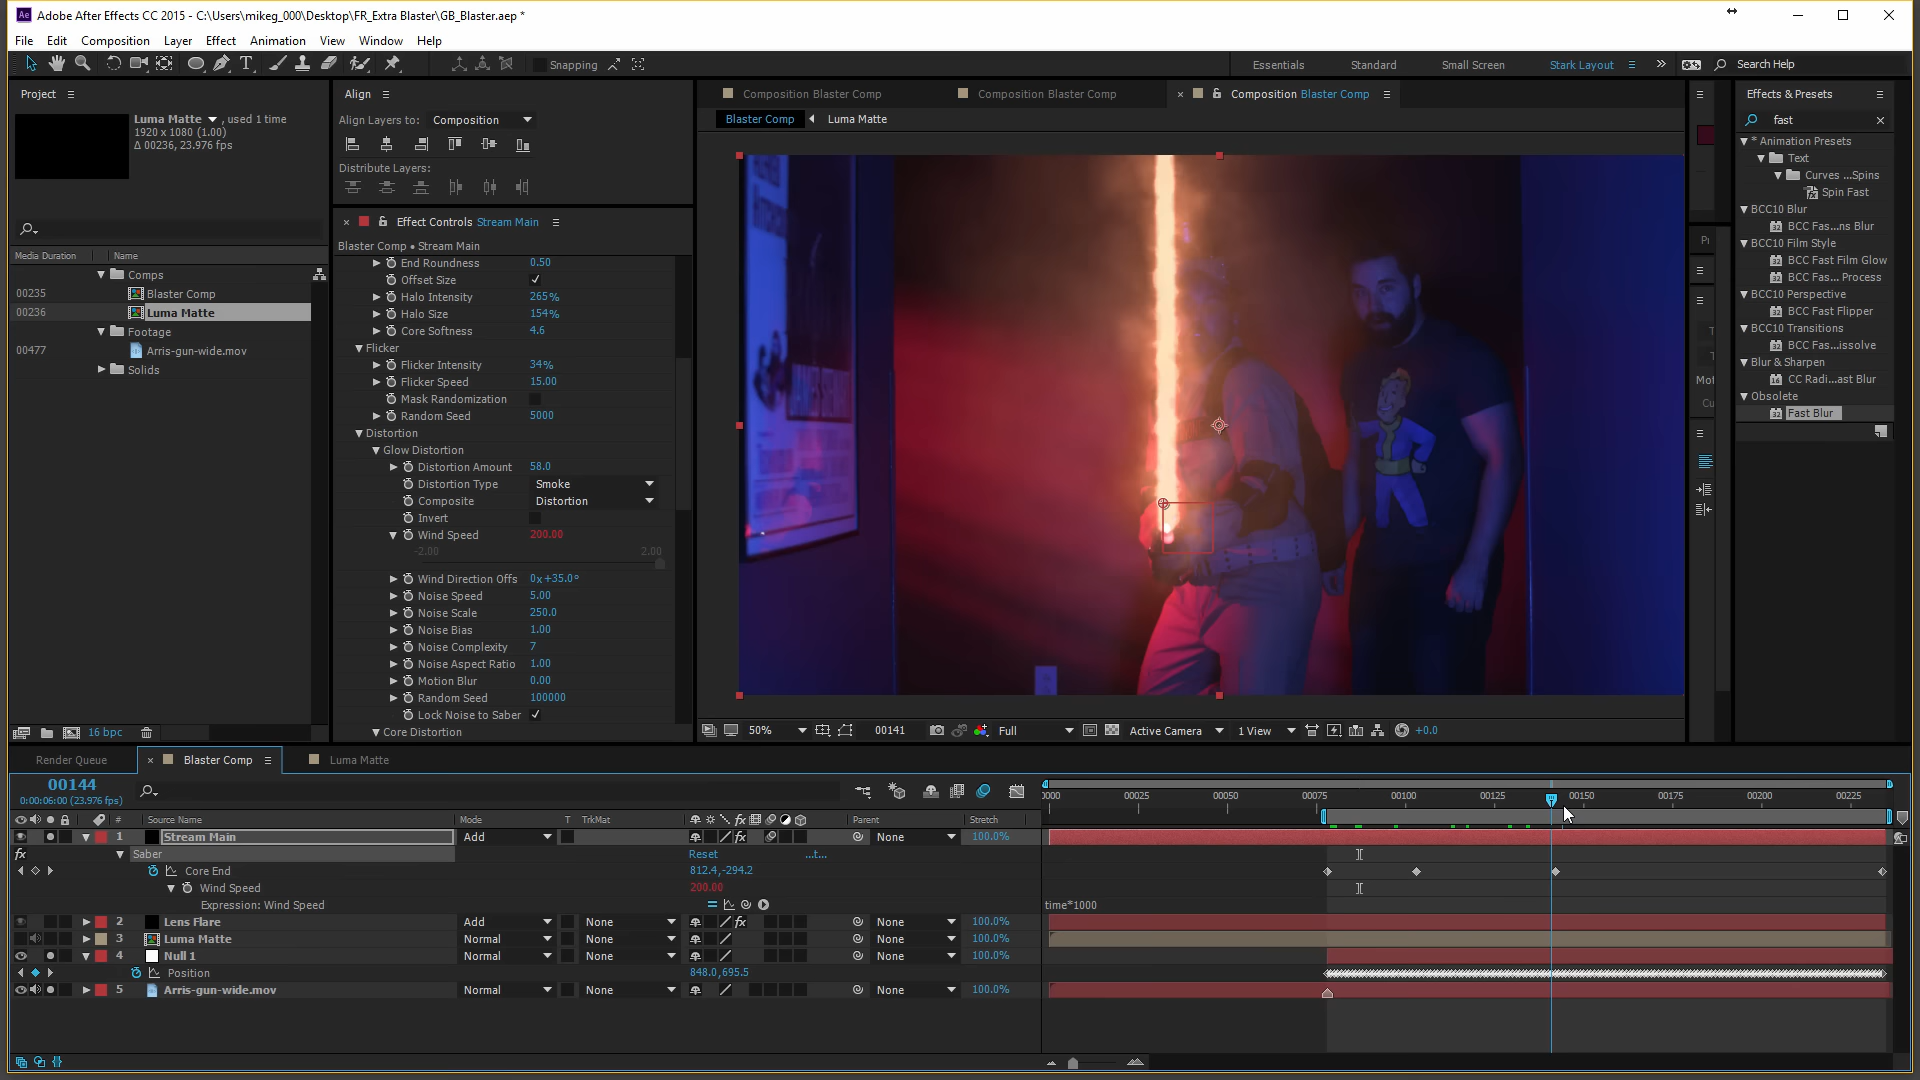 Adobe After Effects CC 2015 - C:\Users\mikeg_000\Desktop\FR_Extra Blaster\GB_Blaster.aep *
File Edit Composition Layer Effect Animation View Window Help
Snapping
Essentials Standard Small Screen Stark Layout Search Help
Project
Luma Matte , used 1 time
1920 x 1080 (1.00)
Δ 00236, 23.976 fps
Media Duration Name
Comps
00235 Blaster Comp
00236 Luma Matte
Footage
00477 Arris-gun-wide.mov
Solids
16 bpc
Align
Align Layers to: Composition
Distribute Layers:
Effect Controls Stream Main
Blaster Comp • Stream Main
End Roundness 0.50
Offset Size
Halo Intensity 265%
Halo Size 154%
Core Softness 4.6
Flicker
Flicker Intensity 34%
Flicker Speed 15.00
Mask Randomization
Random Seed 5000
Distortion
Glow Distortion
Distortion Amount 58.0
Distortion Type Smoke
Composite Distortion
Invert
Wind Speed 200.00
-2.00 2.00
Wind Direction Offs 0x+35.0°
Noise Speed 5.00
Noise Scale 250.0
Noise Bias 1.00
Noise Complexity 7
Noise Aspect Ratio 1.00
Motion Blur 0.00
Random Seed 100000
Lock Noise to Saber
Core Distortion
Composition Blaster Comp Composition Blaster Comp Composition Blaster Comp
Blaster Comp Luma Matte
50% 00141 Full Active Camera 1 View +0.0
Effects & Presets
fast
* Animation Presets
Text
Curves ...Spins
Spin Fast
BCC10 Blur
BCC Fas...ns Blur
BCC10 Film Style
BCC Fast Film Glow
BCC Fas... Process
BCC10 Perspective
BCC Fast Flipper
BCC10 Transitions
BCC Fas...issolve
Blur & Sharpen
CC Radi...ast Blur
Obsolete
Fast Blur
Render Queue Blaster Comp Luma Matte
00144
0:00:06:00 (23.976 fps)
0000 00025 00050 00075 00100 00125 00150 00175 00200 00225
# Source Name Mode T TrkMat Parent Stretch
1 Stream Main Add None 100.0%
Saber Reset ...t...
Core End 812.4,-294.2
Wind Speed 200.00
Expression: Wind Speed time*1000
2 Lens Flare Add None None 100.0%
3 Luma Matte Normal None None 100.0%
4 Null 1 Normal None None 100.0%
Position 848.0,695.5
5 Arris-gun-wide.mov Normal None None 100.0%